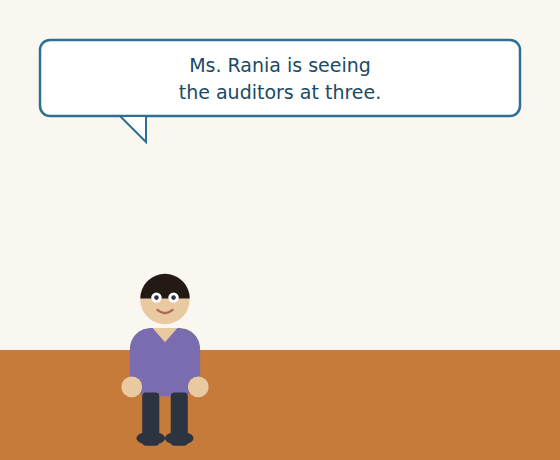 Ms. Rania is seeing
the auditors at three.